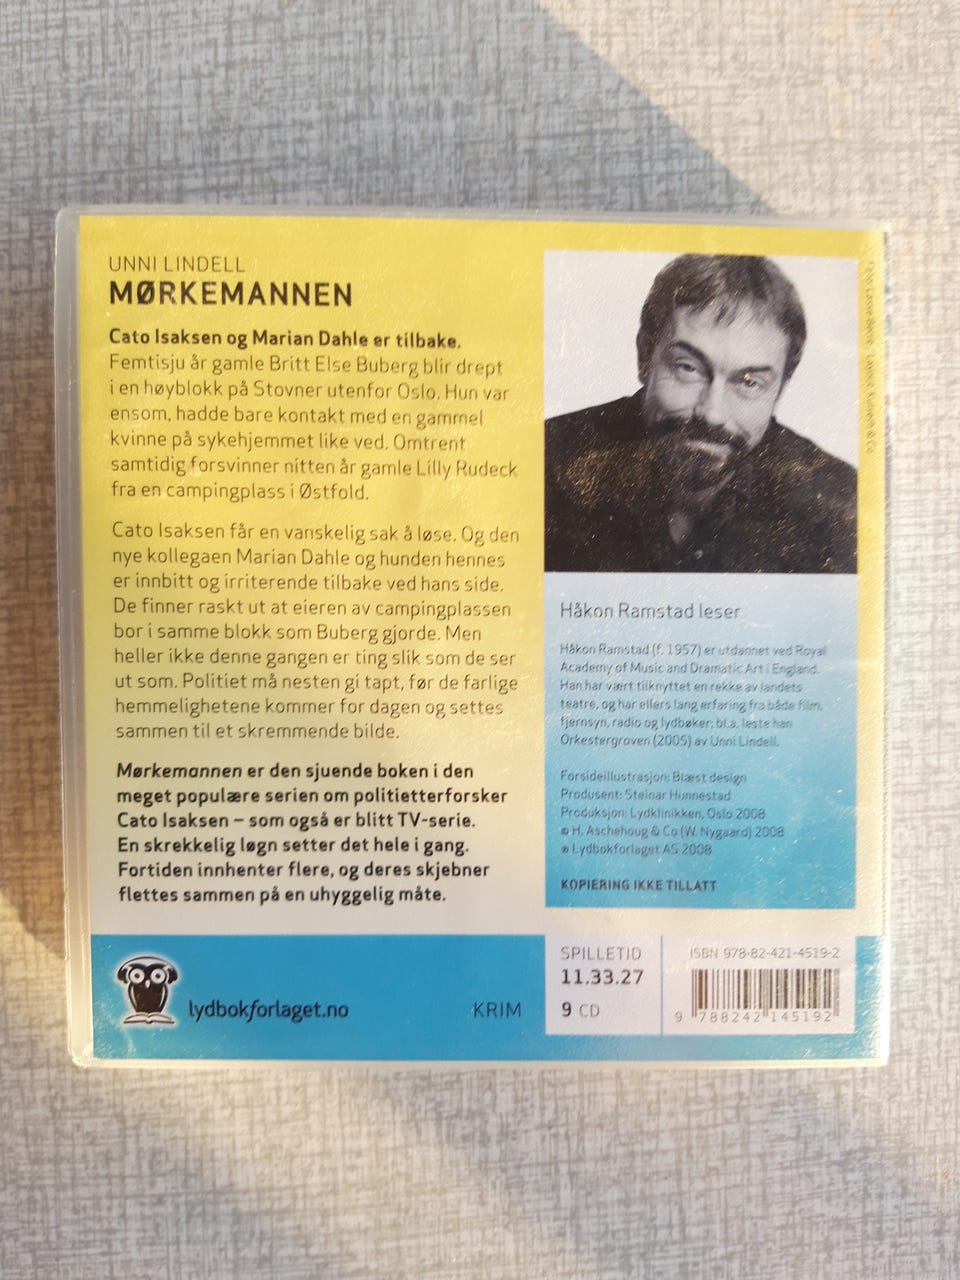 UNNI LINDELL
MØRKEMANNEN
Cato Isaksen og Marian Dahle er tilbake.
Femtisju år gamle Britt Else Buberg blir drept
i en høyblokk på Stovner utenfor Oslo. Hun var
ensom, hadde bare kontakt med en gammel
kvinne på sykehjemmet like ved. Omtrent
samtidig forsvinner nitten år gamle Lilly Rudeck
fra en campingplass i Østfold.
Cato Isaksen får en vanskelig sak å løse. Og den
nye kollegaen Marian Dahle og hunden hennes
er innbitt og irriterende tilbake ved hans side.
De finner raskt ut at eieren av campingplassen
bor i samme blokk som Buberg gjorde. Men
heller ikke denne gangen er ting slik som de ser
ut som. Politiet må nesten gi tapt, før de farlige
hemmelighetene kommer for dagen og settes
sammen til et skremmende bilde.
Mørkemannen er den sjuende boken i den
meget populære serien om politietterforsker
Cato Isaksen – som også er blitt TV-serie.
En skrekkelig løgn setter det hele i gang.
Fortiden innhenter flere, og deres skjebner
flettes sammen på en uhyggelig måte.
Håkon Ramstad leser
Håkon Ramstad (f. 1957) er utdannet ved Royal
Academy of Music and Dramatic Art i England.
Han har vært tilknyttet en rekke av landets
teatre, og har ellers lang erfaring fra både film,
fjernsyn, radio og lydbøker; bl.a. leste han
Orkestergraven (2005) av Unni Lindell.
Forsideillustrasjon: Blæst design
Produsent: Steinar Hunnestad
Produksjon: Lydklinikken, Oslo 2008
H. Aschehoug & Co (W. Nygaard) 2008
Lydbokforlaget AS 2008
KOPIERING IKKE TILLATT
lydbokforlaget.no
KRIM
SPILLETID
11.33.27
9 CD
ISBN 978-82-421-4519-2
9 788242 145192